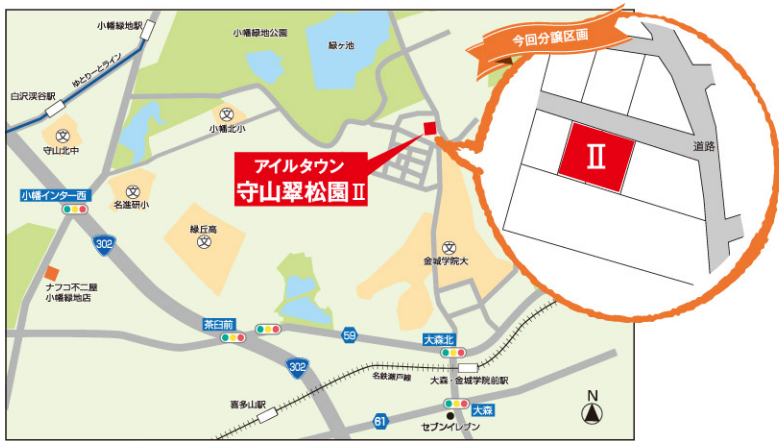 小幡緑地駅
小幡緑地公園
緑ヶ池
今回分譲区画
ゆとりーとライン
白沢渓谷駅
文
守山北中
文
小幡北小
道路
II
アイルタウン
守山翠松園II
小幡インター西
文
名進研小
302
緑丘高
文
文
金城学院大
ナフコ不二屋
小幡緑地店
茶臼前
59
大森北
302
名鉄瀬戸線
大森・金城学院前駅
喜多山駅
61
大森
セブンイレブン
N